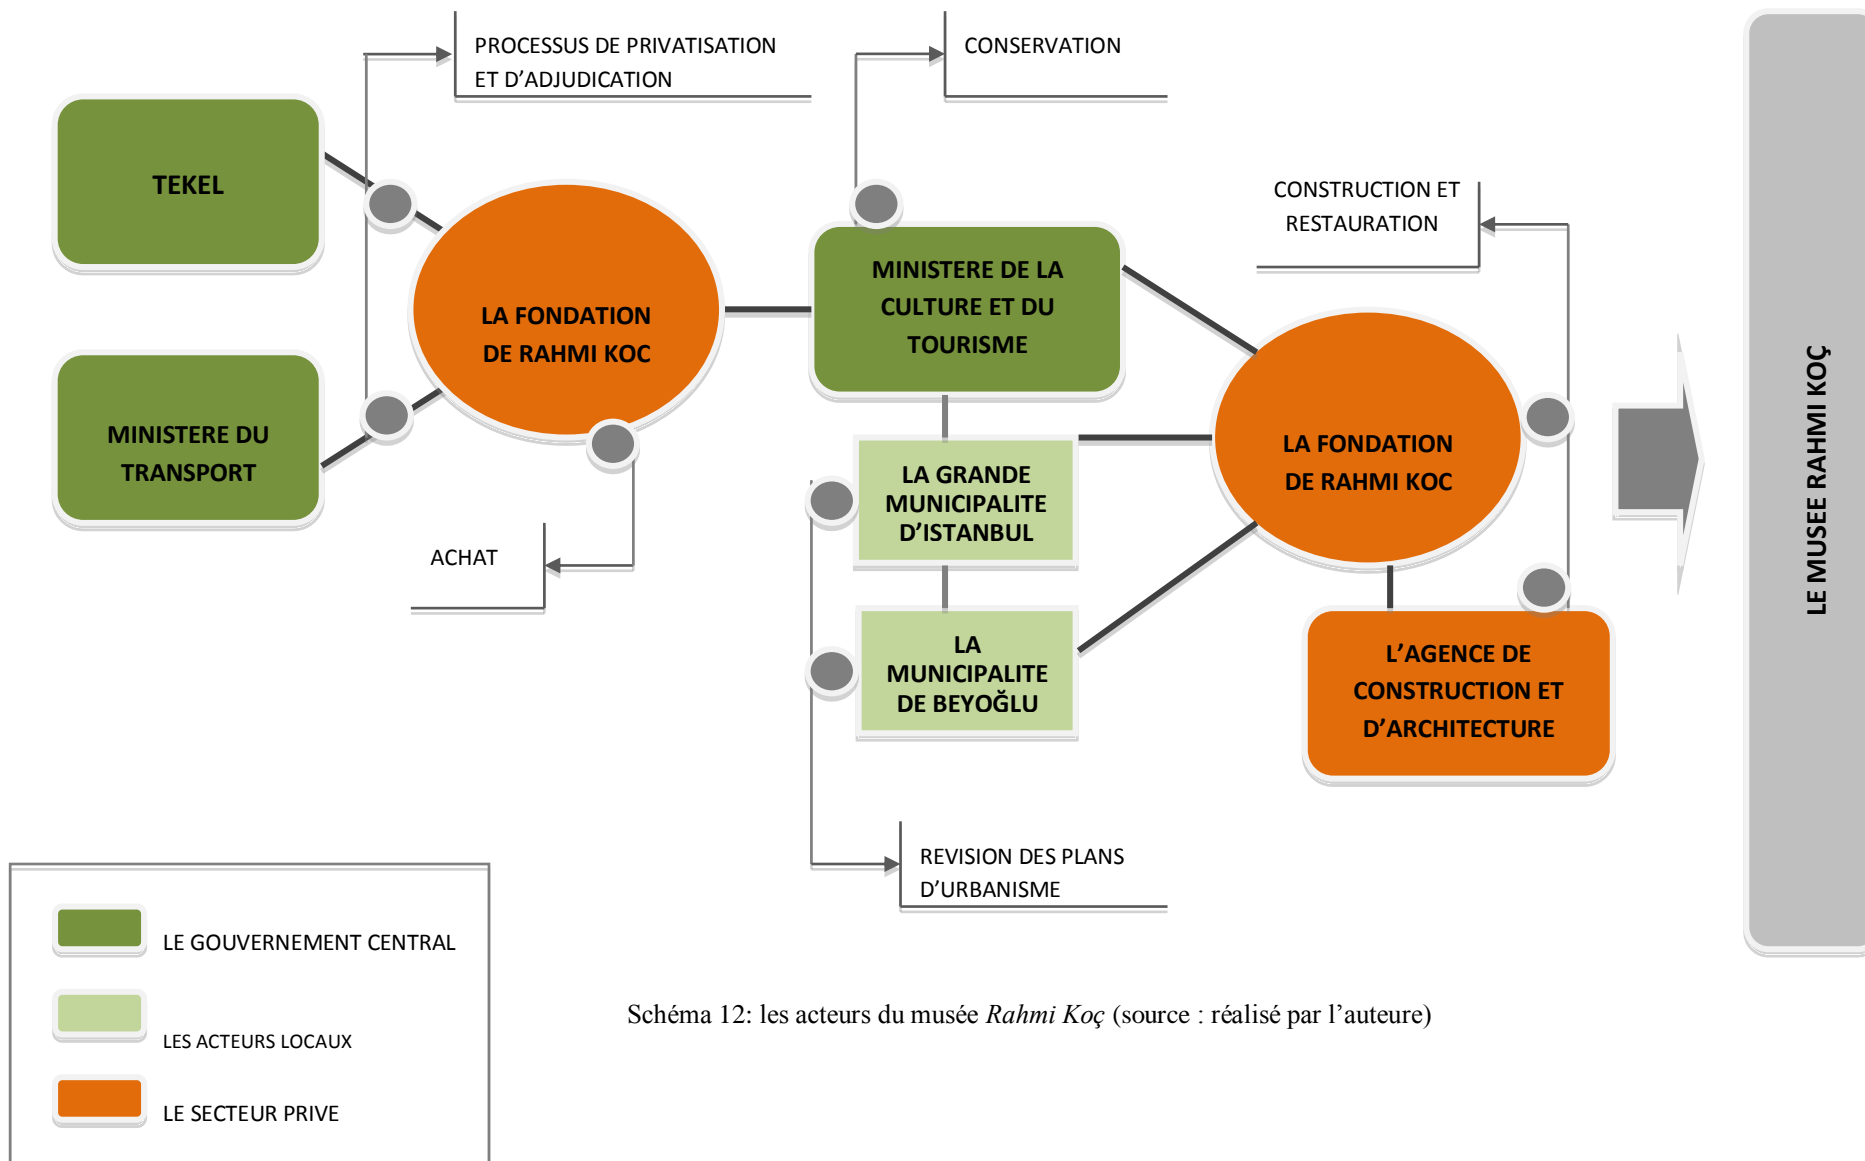 PROCESSUS DE PRIVATISATION
ET D'ADJUDICATION
CONSERVATION
TEKEL
CONSTRUCTION ET
RESTAURATION
LA FONDATION
DE RAHMI KOC
MINISTERE DE LA
CULTURE ET DU
TOURISME
MINISTERE DU
TRANSPORT
LA GRANDE
MUNICIPALITE
D'ISTANBUL
LA FONDATION
DE RAHMI KOC
LE MUSEE RAHMI KOÇ
ACHAT
LA
MUNICIPALITE
DE BEYOĞLU
L'AGENCE DE
CONSTRUCTION ET
D'ARCHITECTURE
REVISION DES PLANS
D'URBANISME
LE GOUVERNEMENT CENTRAL
LES ACTEURS LOCAUX
LE SECTEUR PRIVE
Schéma 12: les acteurs du musée Rahmi Koç (source : réalisé par l'auteure)